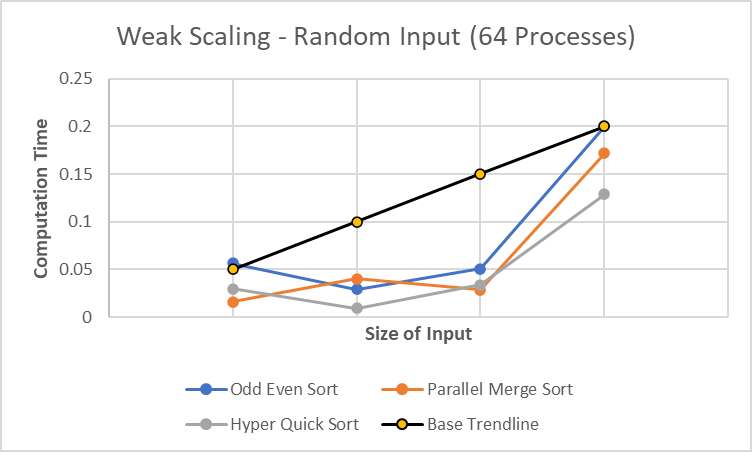 Weak Scaling - Random Input (64 Processes)
0.25
0.2
0.15
0.1
0.05
0
Computation Time
Size of Input
Odd Even Sort
Parallel Merge Sort
Hyper Quick Sort
Base Trendline